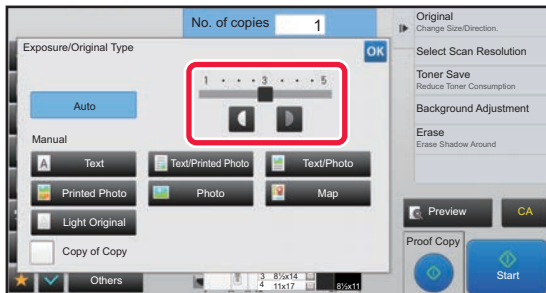 No. of copies
1
Original
Change Size/Direction.
Exposure/Original Type
OK
Select Scan Resolution
1 • • • 3 • • • 5
Toner Save
Reduce Toner Consumption
Auto
Background Adjustment
Manual
Erase
Erase Shadow Around
A Text
Text/Printed Photo
Text/Photo
Printed Photo
Photo
Map
Light Original
Preview
CA
Copy of Copy
Proof Copy
Start
Others
3 8½x14
4 11x17
8½x11